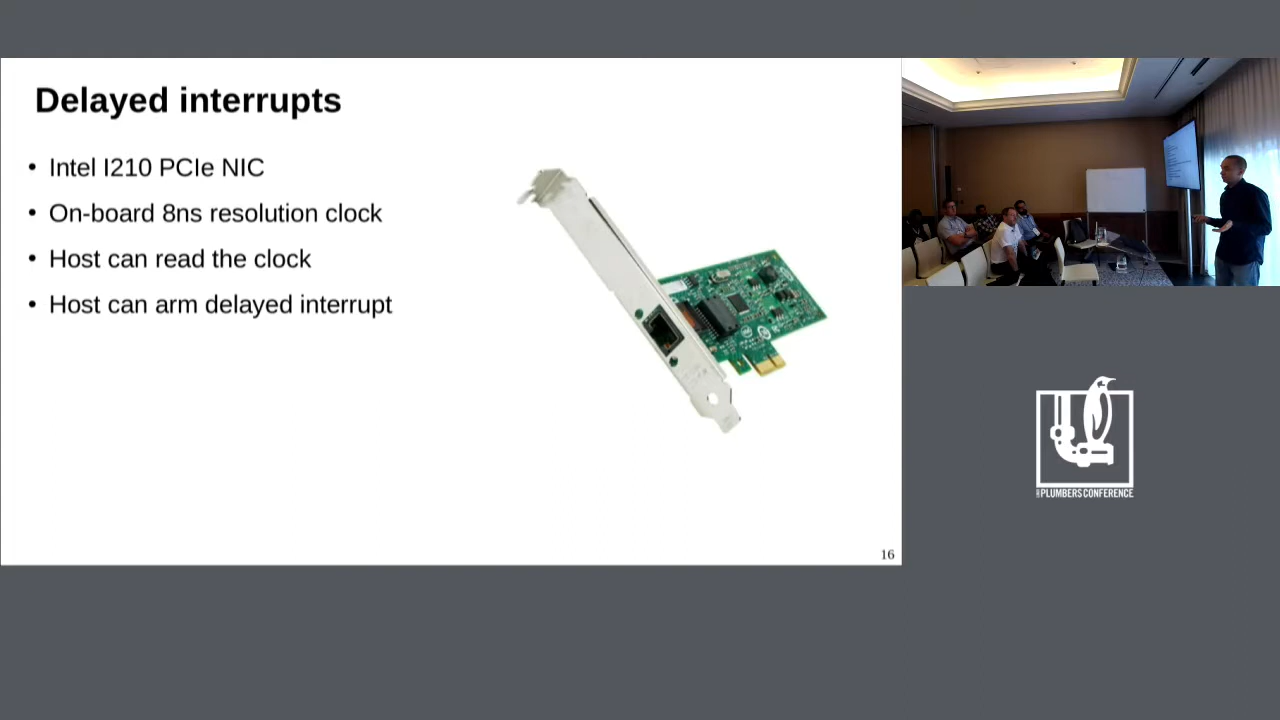 Delayed interrupts
• Intel I210 PCIe NIC
• On-board 8ns resolution clock
• Host can read the clock
• Host can arm delayed interrupt
16
PLUMBERS CONFERENCE